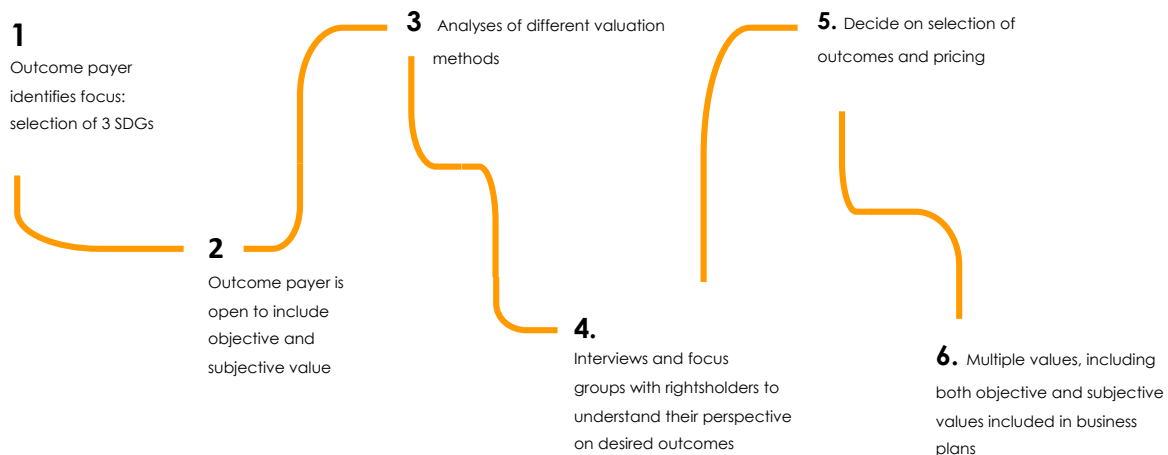 1
Outcome payer
identifies focus:
selection of 3 SDGs
2
Outcome payer is
open to include
objective and
subjective value
3 Analyses of different valuation
methods
4.
Interviews and focus
groups with rightsholders to
understand their perspective
on desired outcomes
5. Decide on selection of
outcomes and pricing
6. Multiple values, including
both objective and subjective
values included in business
plans